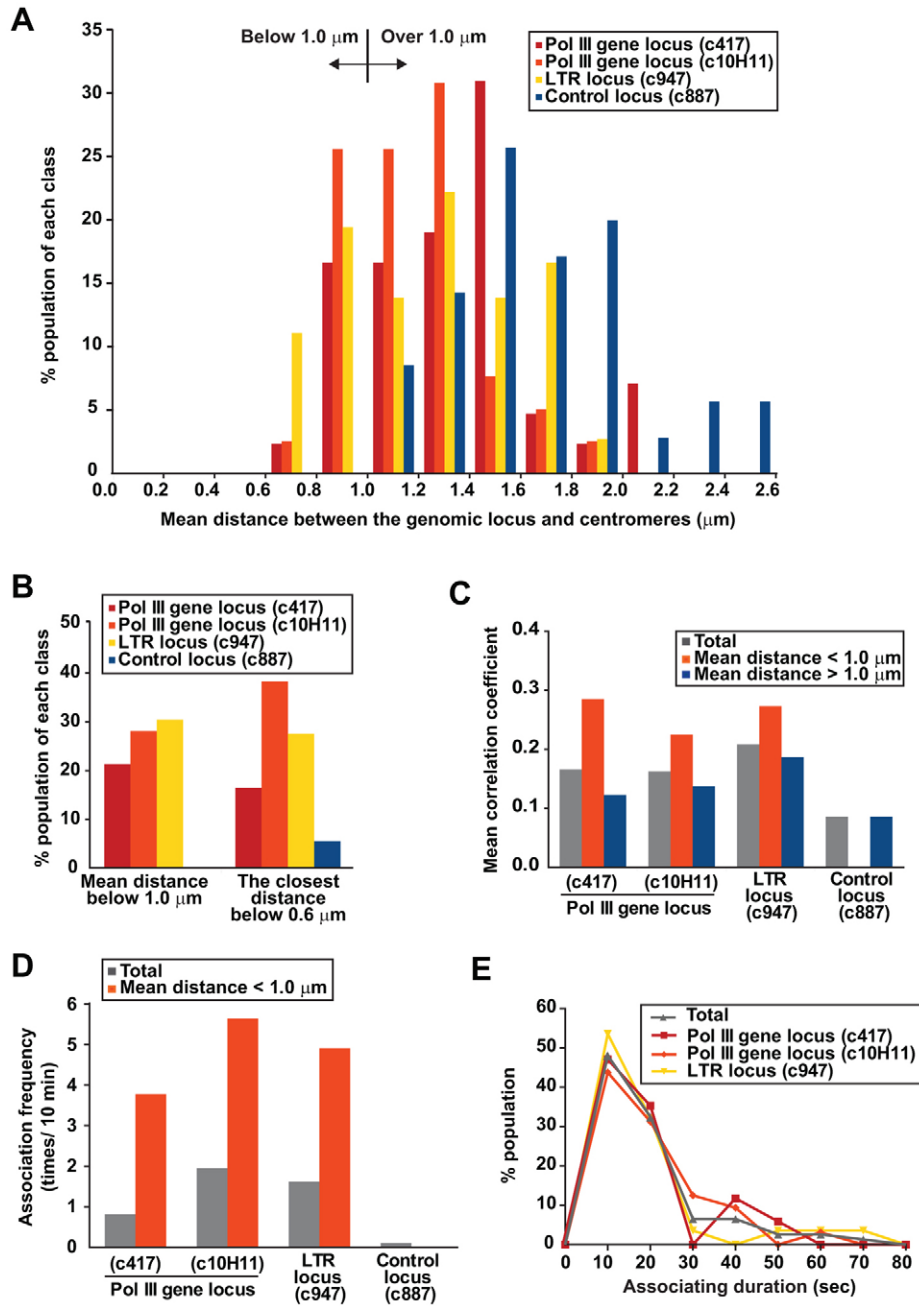 A
Below 1.0 μm
Over 1.0 μm
Pol III gene locus (c417)
Pol III gene locus (c10H11)
LTR locus (c947)
Control locus (c887)
% population of each class
35
30
25
20
15
10
5
0
0.0 0.2 0.4 0.6 0.8 1.0 1.2 1.4 1.6 1.8 2.0 2.2 2.4 2.6
Mean distance between the genomic locus and centromeres (μm)
B
Pol III gene locus (c417)
Pol III gene locus (c10H11)
LTR locus (c947)
Control locus (c887)
% population of each class
50
40
30
20
10
0
Mean distance
below 1.0 μm
The closest
distance
below 0.6 μm
C
Total
Mean distance < 1.0 μm
Mean distance > 1.0 μm
Mean correlation coefficient
0.4
0.3
0.2
0.1
0.0
(c417) (c10H11)
Pol III gene locus
LTR
locus
(c947)
Control
locus
(c887)
D
Total
Mean distance < 1.0 μm
Association frequency
(times/ 10 min)
6
5
4
3
2
1
0
(c417) (c10H11)
Pol III gene locus
LTR
locus
(c947)
Control
locus
(c887)
E
Total
Pol III gene locus (c417)
Pol III gene locus (c10H11)
LTR locus (c947)
% population
60
50
40
30
20
10
0
0 10 20 30 40 50 60 70 80
Associating duration (sec)